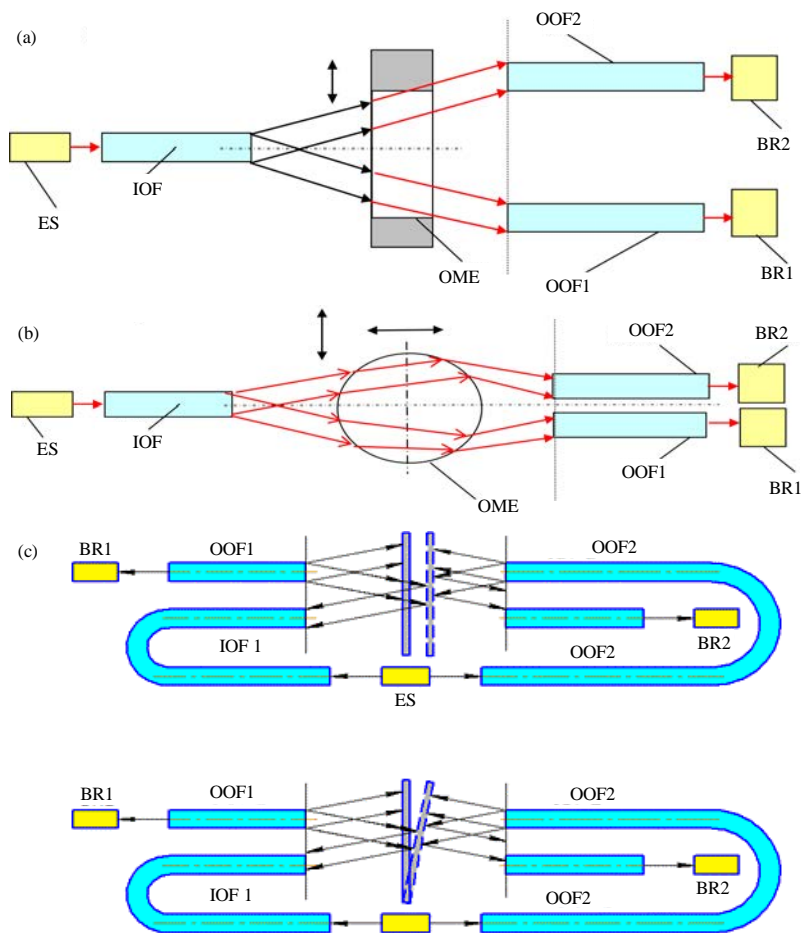 (a)
OOF2
BR2
IOF
ES
OME
OOF1
BR1
(b)
OOF2
BR2
ES
IOF
OME
OOF1
BR1
(c)
BR1 OOF1 OOF2
IOF 1 OOF2 BR2
ES
BR1 OOF1 OOF2
IOF 1 OOF2 BR2